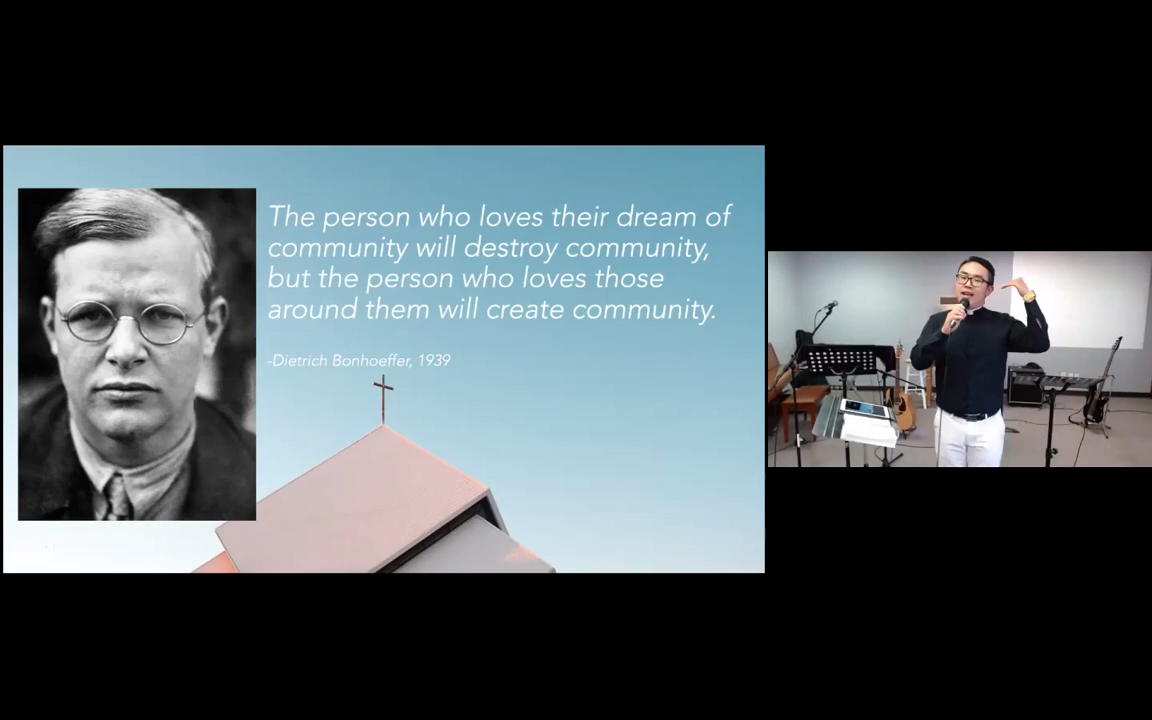 The person who loves their dream of
community will destroy community,
but the person who loves those
around them will create community.
-Dietrich Bonhoeffer, 1939